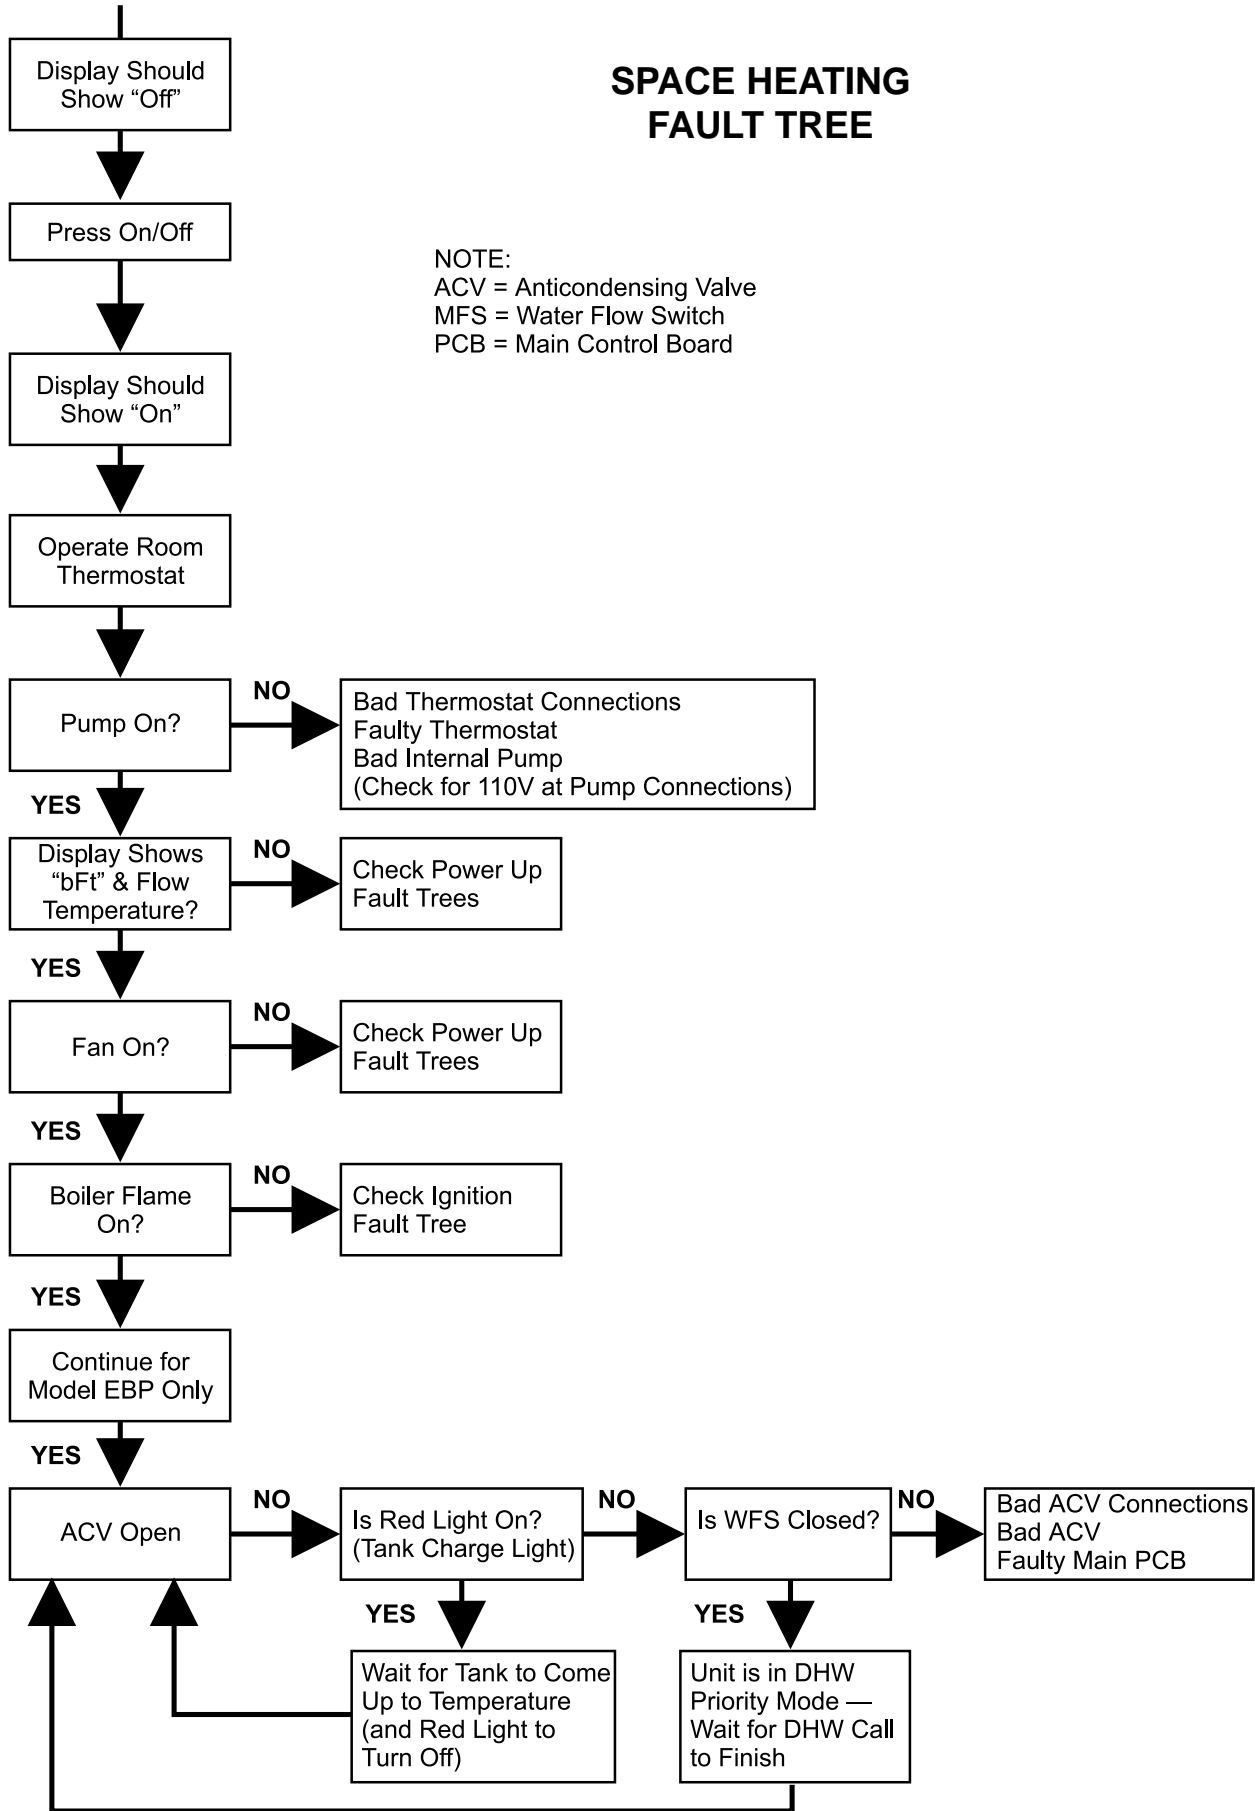 SPACE HEATING
FAULT TREE
Display Should
Show “Off”
Press On/Off
NOTE:
ACV = Anticondensing Valve
MFS = Water Flow Switch
PCB = Main Control Board
Display Should
Show “On”
Operate Room
Thermostat
Pump On?
NO
Bad Thermostat Connections
Faulty Thermostat
Bad Internal Pump
(Check for 110V at Pump Connections)
YES
Display Shows
“bFt” & Flow
Temperature?
NO
Check Power Up
Fault Trees
YES
Fan On?
NO
Check Power Up
Fault Trees
YES
Boiler Flame
On?
NO
Check Ignition
Fault Tree
YES
Continue for
Model EBP Only
YES
ACV Open
NO
Is Red Light On?
(Tank Charge Light)
NO
Is WFS Closed?
NO
Bad ACV Connections
Bad ACV
Faulty Main PCB
YES
Wait for Tank to Come
Up to Temperature
(and Red Light to
Turn Off)
YES
Unit is in DHW
Priority Mode —
Wait for DHW Call
to Finish